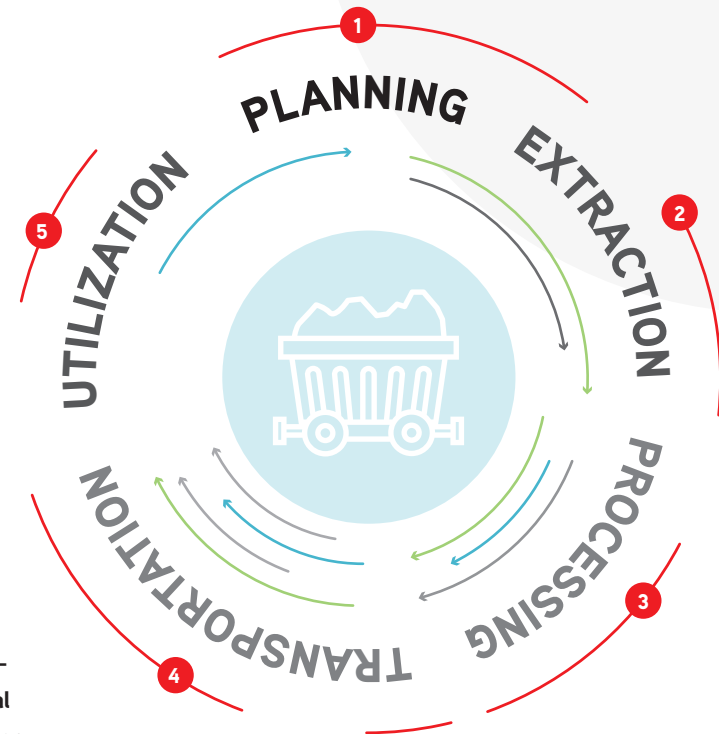 1
PLANNING
EXTRACTION
2
PROCESSING
3
TRANSPORTATION
4
UTILIZATION
5